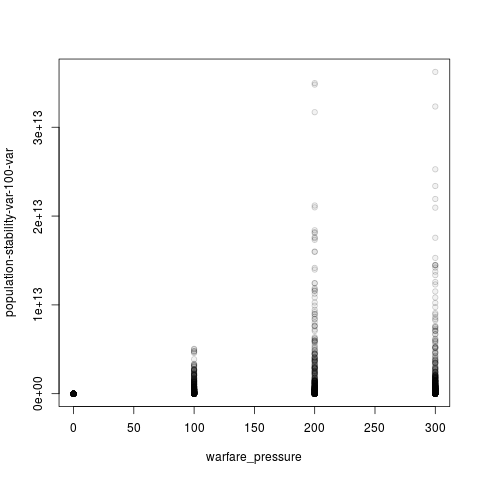 population-stability-var-100-var
3e+13
2e+13
1e+13
0e+00
0 50 100 150 200 250 300
warfare_pressure